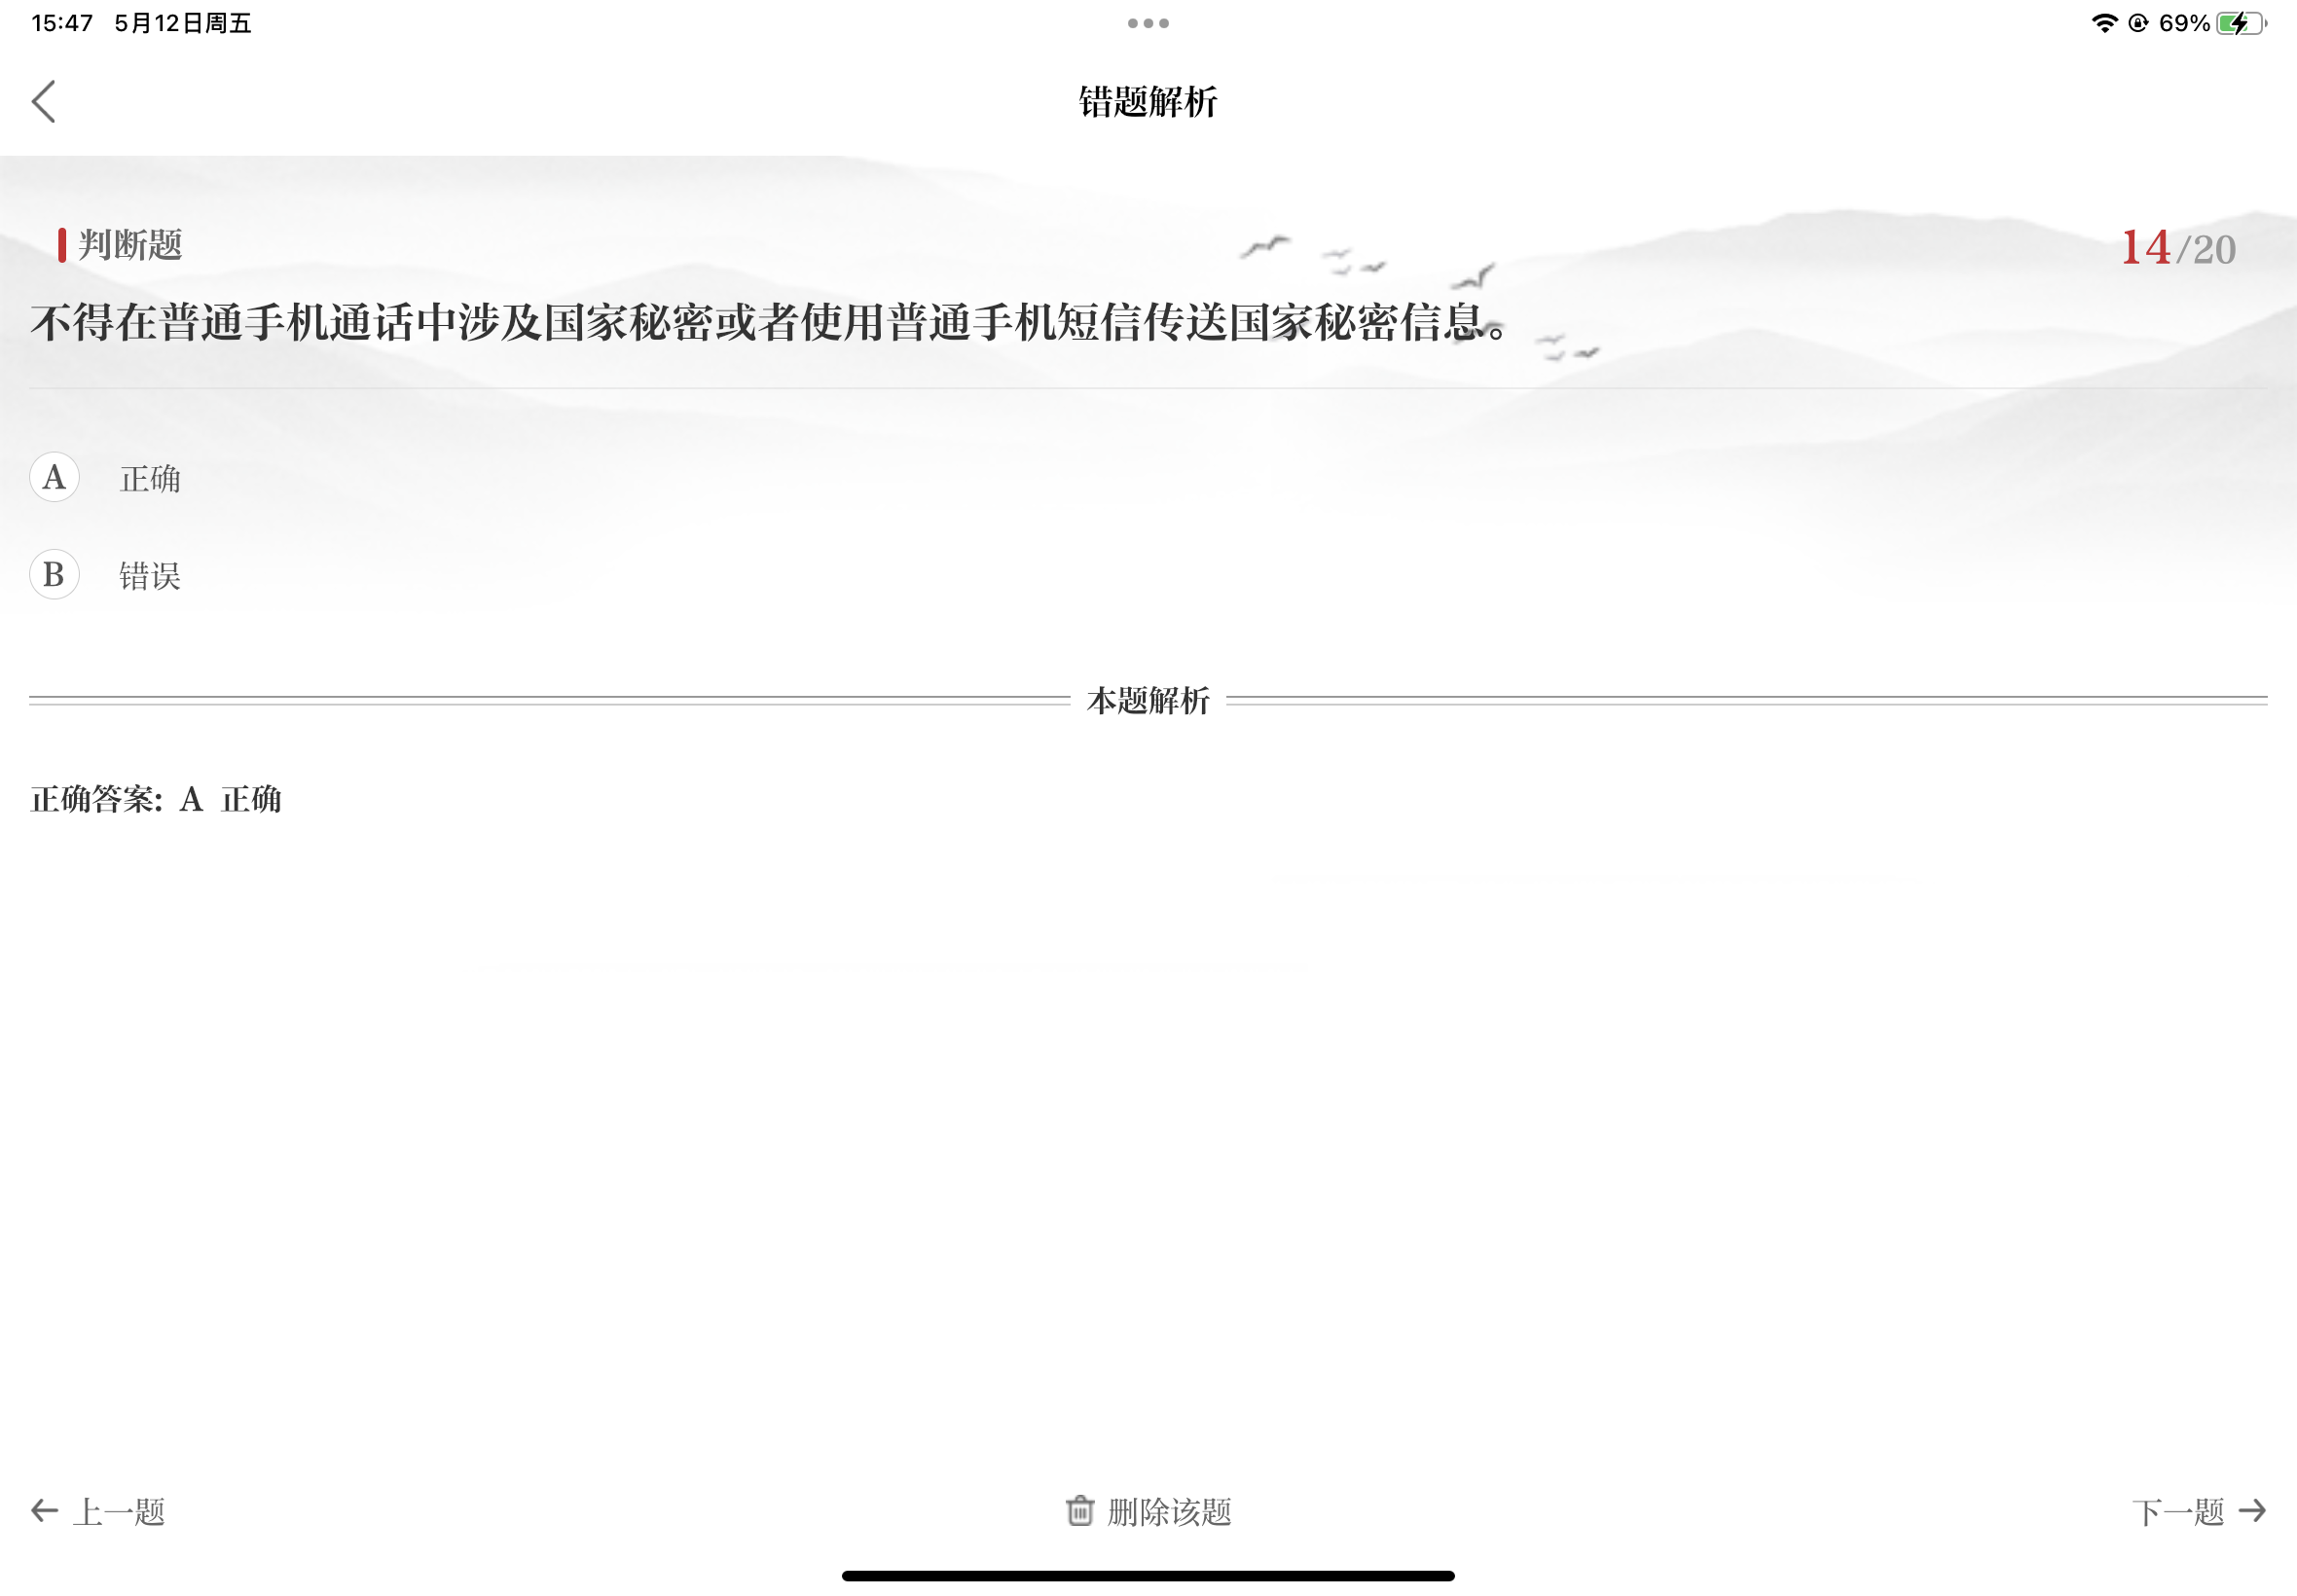 15:47 5月12日周五
69%
错题解析
判断题
14/20
不得在普通手机通话中涉及国家秘密或者使用普通手机短信传送国家秘密信息。
A 正确
B 错误
本题解析
正确答案: A 正确
上一题
删除该题
下一题